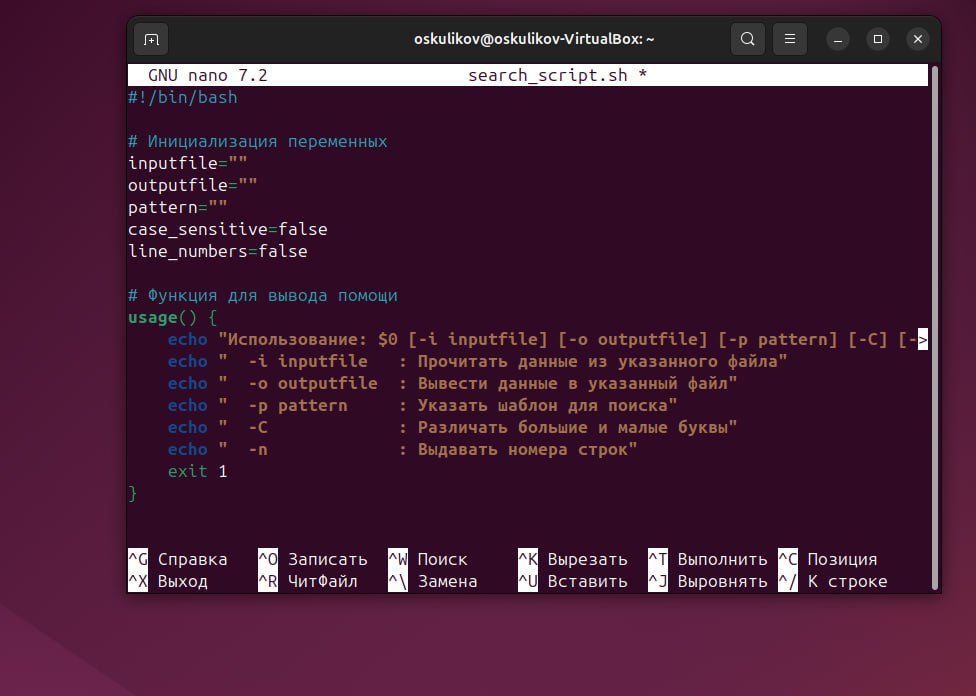 oskulikov@oskulikov-VirtualBox: ~
GNU nano 7.2 search_script.sh *
#!/bin/bash
# Инициализация переменных
inputfile=""
outputfile=""
pattern=""
case_sensitive=false
line_numbers=false
# Функция для вывода помощи
usage() {
echo "Использование: $0 [-i inputfile] [-o outputfile] [-p pattern] [-C] [->
echo "  -i inputfile   : Прочитать данные из указанного файла"
echo "  -o outputfile  : Вывести данные в указанный файл"
echo "  -p pattern     : Указать шаблон для поиска"
echo "  -C             : Различать большие и малые буквы"
echo "  -n             : Выдавать номера строк"
exit 1
}
^G Справка ^O Записать ^W Поиск ^K Вырезать ^T Выполнить ^C Позиция
^X Выход ^R ЧитФайл ^\ Замена ^U Вставить ^J Выровнять ^/ К строке